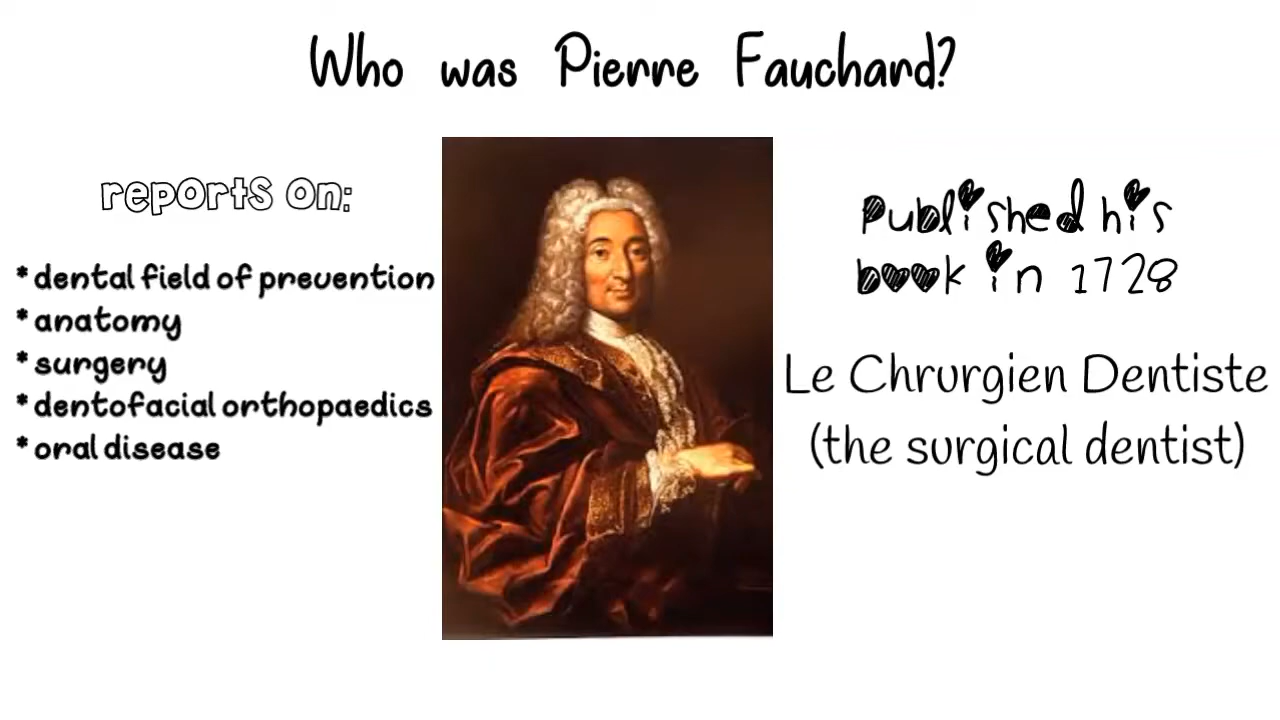 Who was Pierre Fauchard?
reports on:
* dental field of prevention
* anatomy
* surgery
* dentofacial orthopaedics
* oral disease
Published his
book in 1728
Le Chrurgien Dentiste
(the surgical dentist)